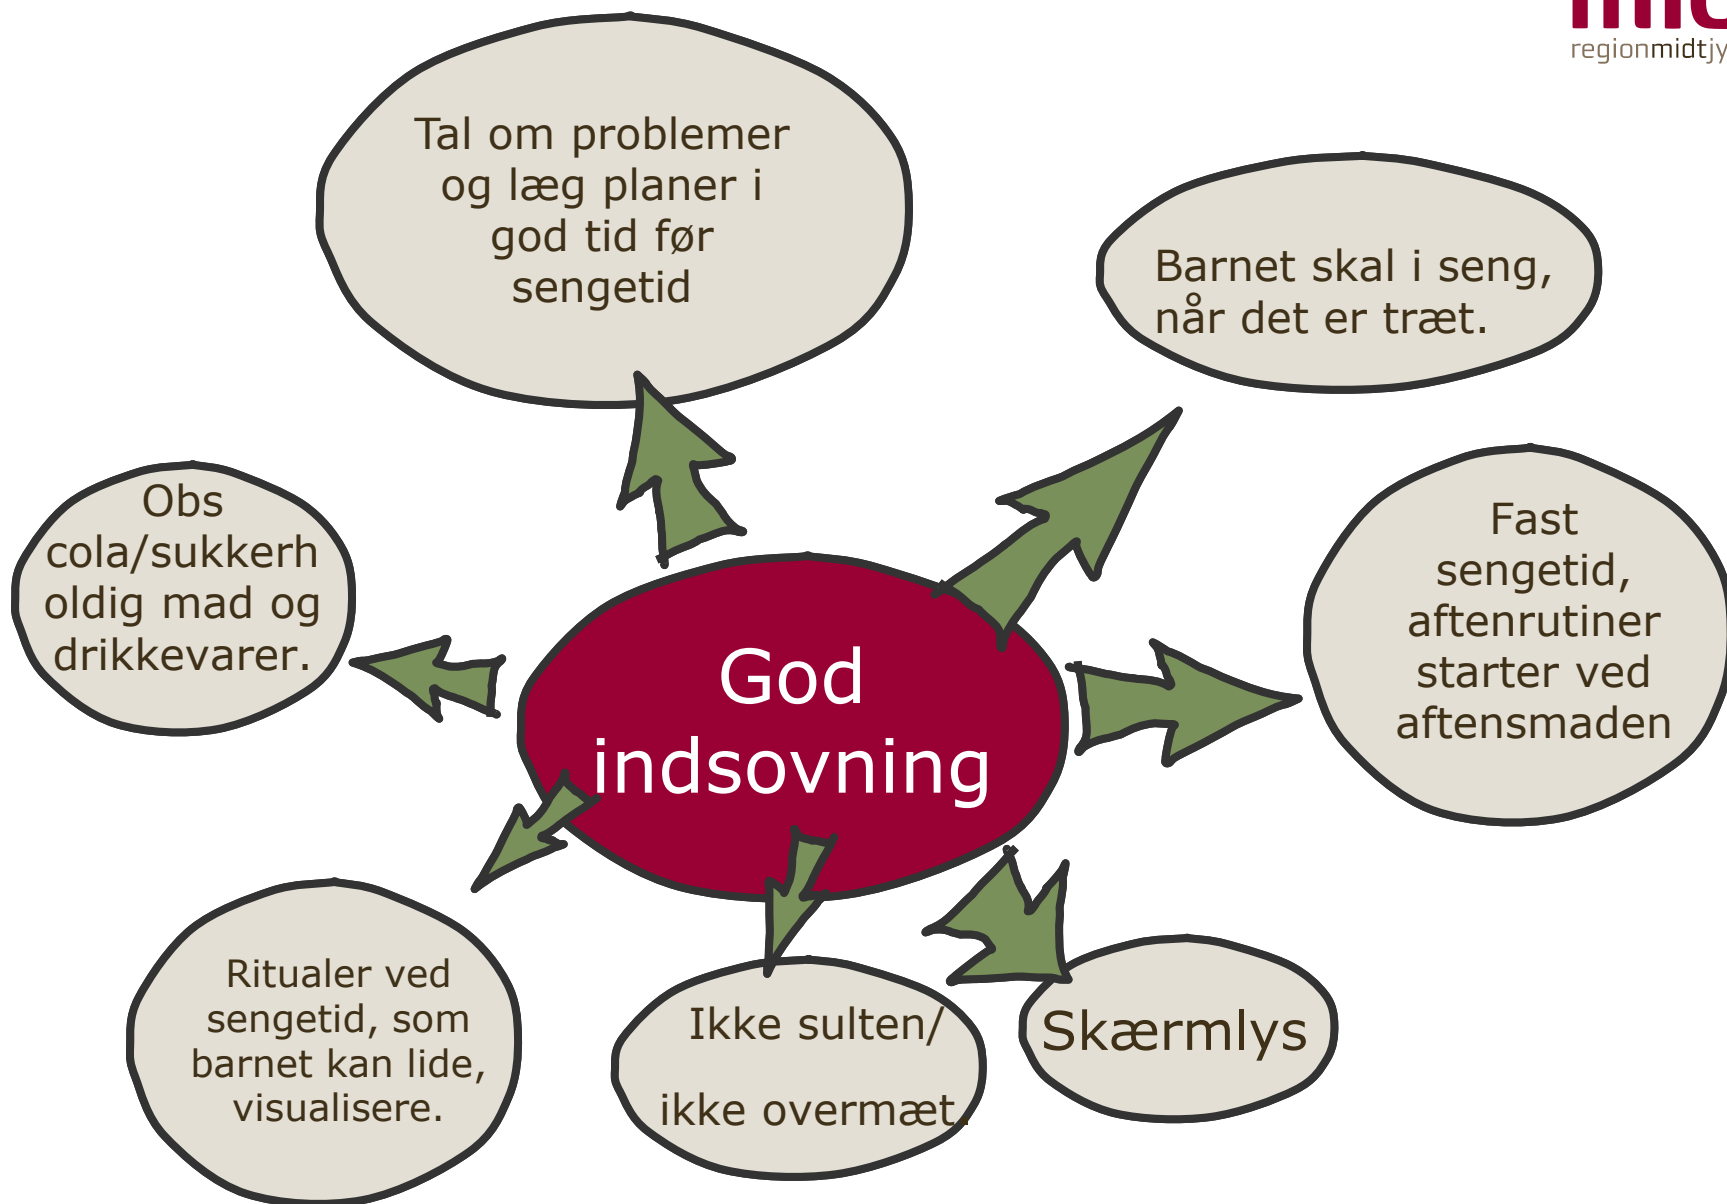 regionmidtjy
Tal om problemer
og læg planer i
god tid før
sengetid
Barnet skal i seng,
når det er træt.
Obs
cola/sukkerh
oldig mad og
drikkevarer.
Fast
sengetid,
aftenrutiner
starter ved
aftensmaden
God
indsovning
Ritualer ved
sengetid, som
barnet kan lide,
visualisere.
Ikke sulten/
ikke overmæt.
Skærmlys